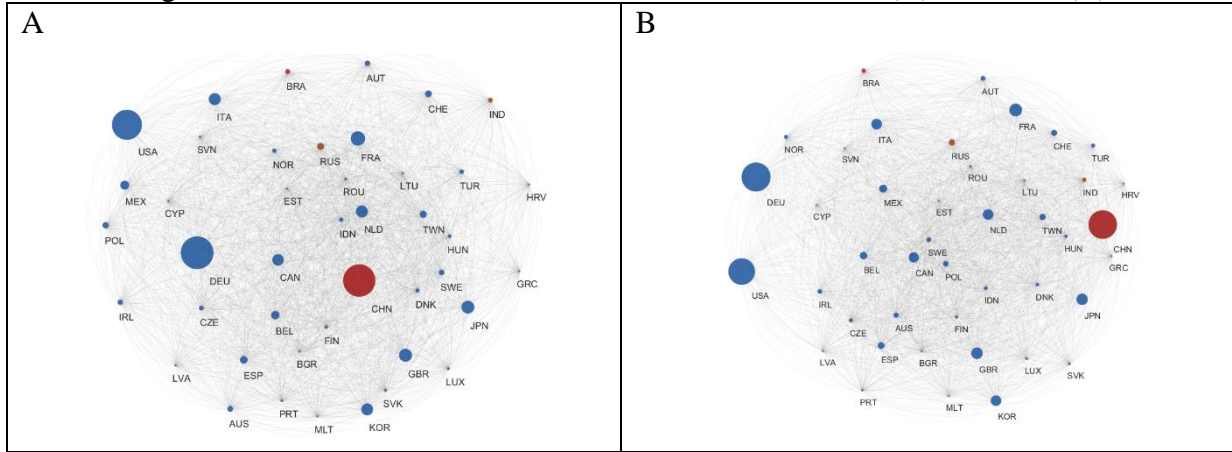 A
BRA
AUT
ITA
CHE
IND
USA
SVN
NOR
RUS
FRA
MEX
CYP
EST
ROU
LTU
TUR
HRV
POL
IDN
NLD
TWN
HUN
DEU
CAN
CHN
SWE
GRC
IRL
CZE
BEL
FIN
DNK
JPN
LVA
ESP
BGR
GBR
LUX
AUS
PRT
MLT
SVK
KOR
B
BRA
AUT
NOR
ITA
FRA
CHE
TUR
SVN
RUS
ROU
LTU
IND
HRV
DEU
CYP
MEX
EST
NLD
TWN
HUN
CHN
GRC
USA
BEL
SWE
CAN
POL
IRL
IDN
DNK
JPN
CZE
AUS
FIN
LVA
ESP
BGR
GBR
LUX
SVK
PRT
MLT
KOR